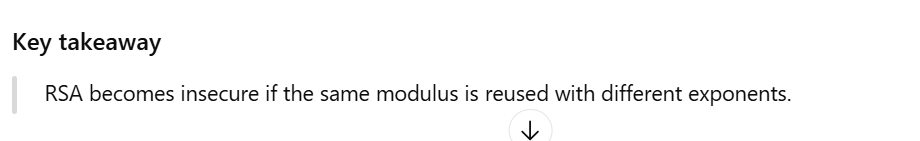 Key takeaway
RSA becomes insecure if the same modulus is reused with different exponents.